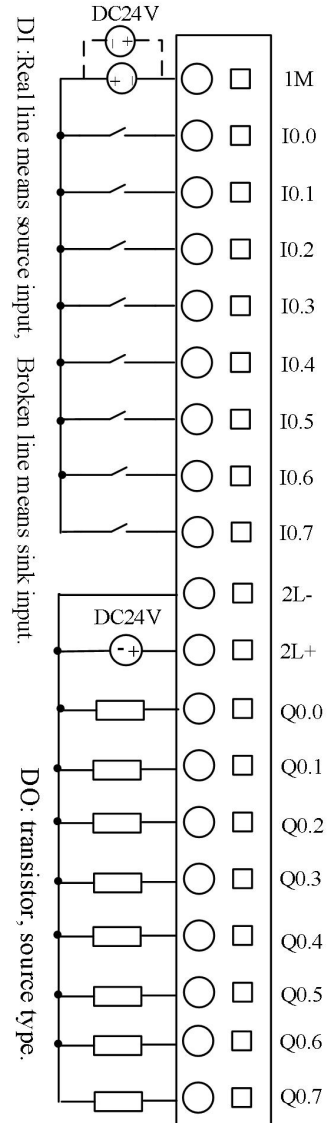 DC24V
- +
+ -
1M
I0.0
I0.1
I0.2
I0.3
I0.4
I0.5
I0.6
I0.7
DI :Real line means source input, Broken line means sink input.
2L-
DC24V
- +
2L+
Q0.0
Q0.1
Q0.2
Q0.3
Q0.4
Q0.5
Q0.6
Q0.7
DO: transistor, source type.